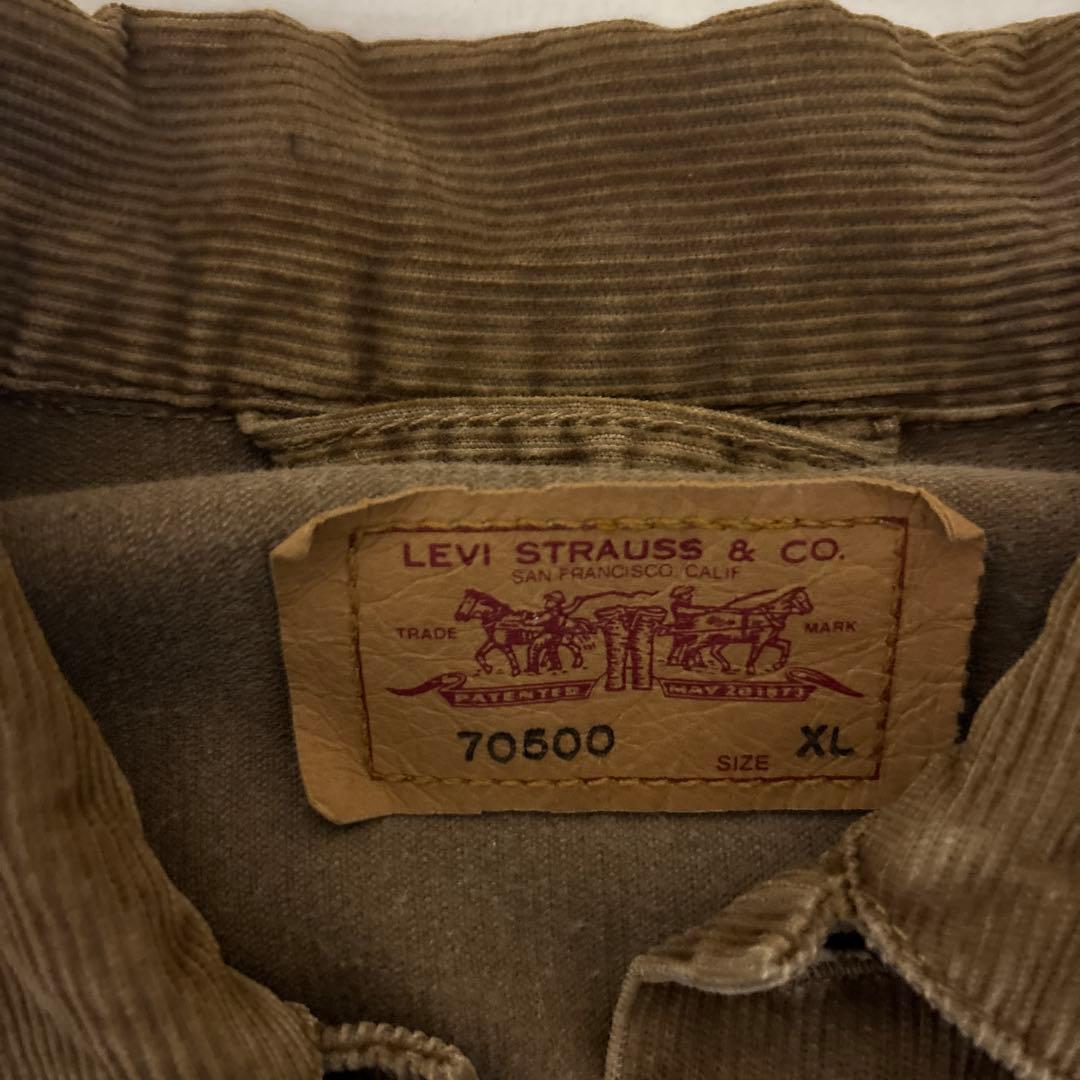 LEVI STRAUSS & CO.
SAN FRANCISCO, CALIF
TRADE MARK
PATENTED MAY 20 1873
70500 SIZE XL